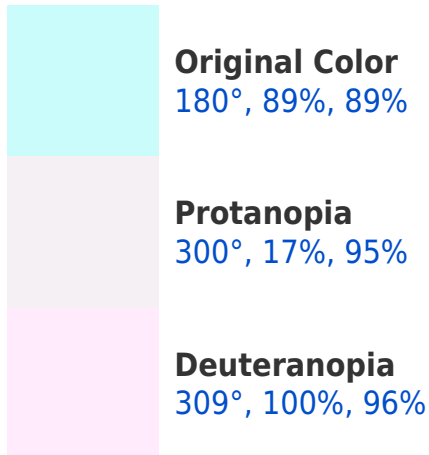 Original Color
180°, 89%, 89%
Protanopia
300°, 17%, 95%
Deuteranopia
309°, 100%, 96%